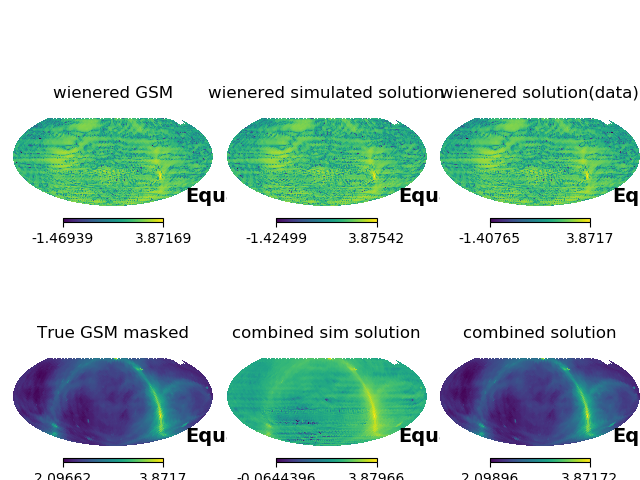 wienered GSM
wienered simulated solution
wienered solution(data)
Equ
Equ
Eq
-1.46939 3.87169
-1.42499 3.87542
-1.40765 3.8717
True GSM masked
combined sim solution
combined solution
Equ
Equ
Eq
2.09662 3.8717
-0.0644396 3.87966
2.09896 3.87172